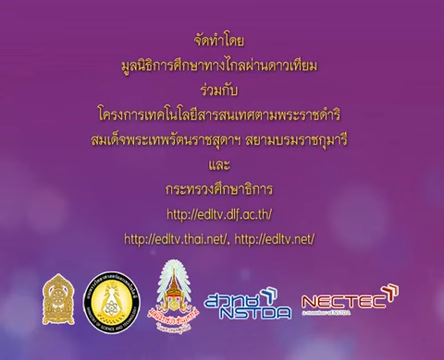 จัดทำโดย
มูลนิธิการศึกษาทางไกลผ่านดาวเทียม
ร่วมกับ
โครงการเทคโนโลยีสารสนเทศตามพระราชดำริ
สมเด็จพระเทพรัตนราชสุดาฯ สยามบรมราชกุมารี
และ
กระทรวงศึกษาธิการ
http://edltv.dlf.ac.th/
http://edltv.thai.net/, http://edltv.net/
สวทช
NSTDA
NECTEC
a member of NSTDA